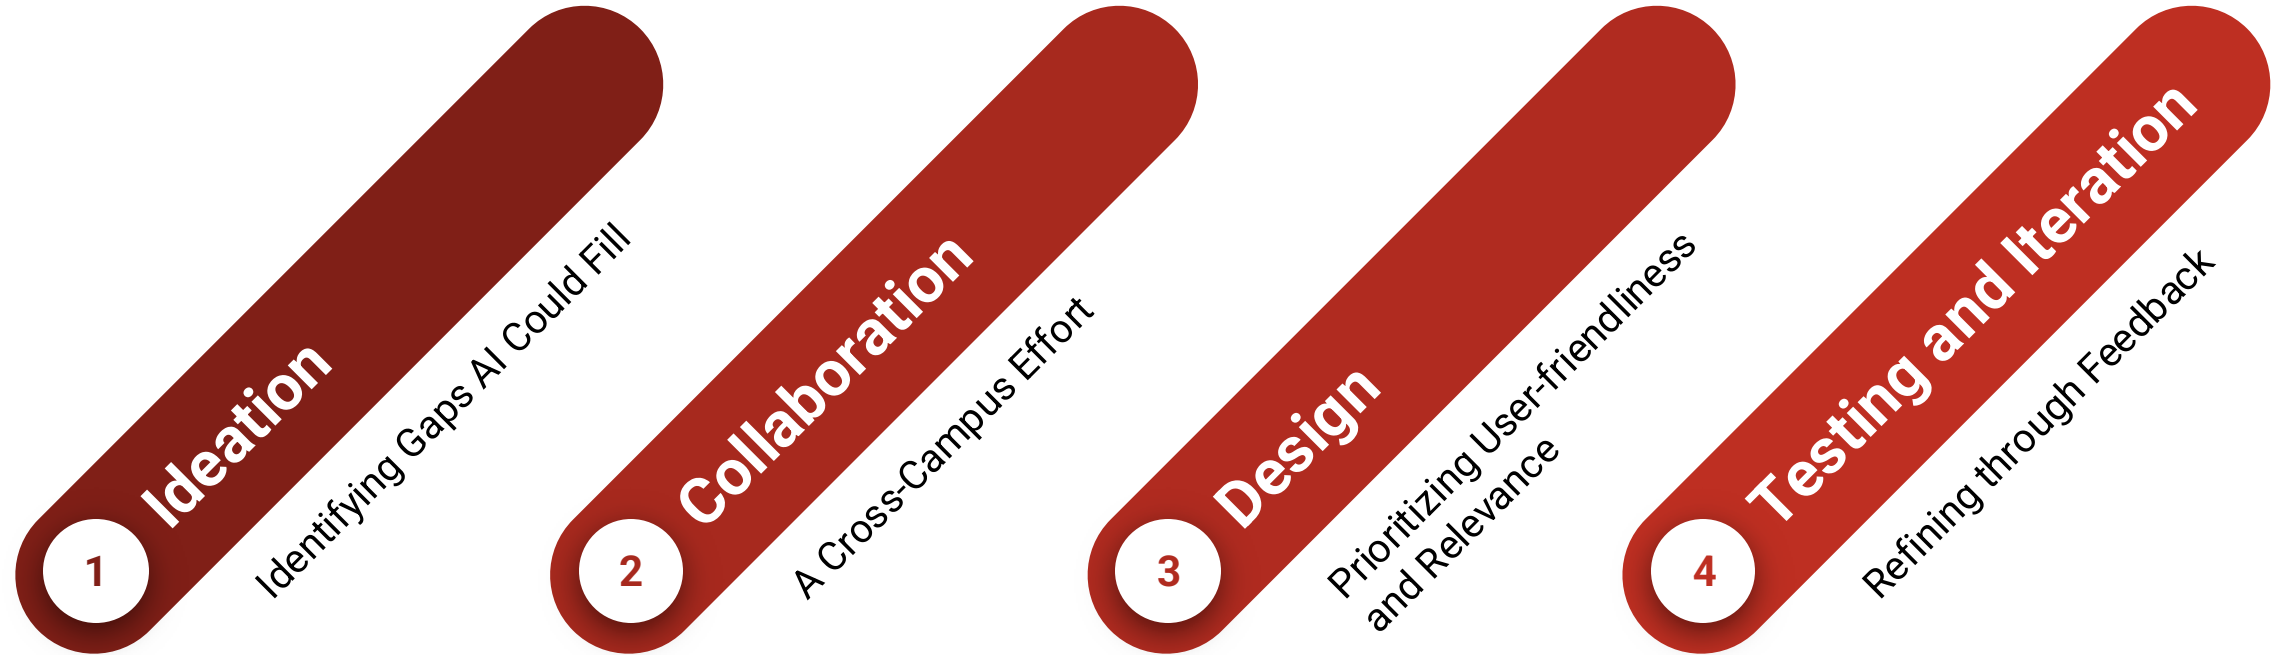 1
Ideation
Identifying Gaps AI Could Fill
2
Collaboration
A Cross-Campus Effort
3
Design
Prioritizing User-friendliness
and Relevance
4
Testing and Iteration
Refining through Feedback